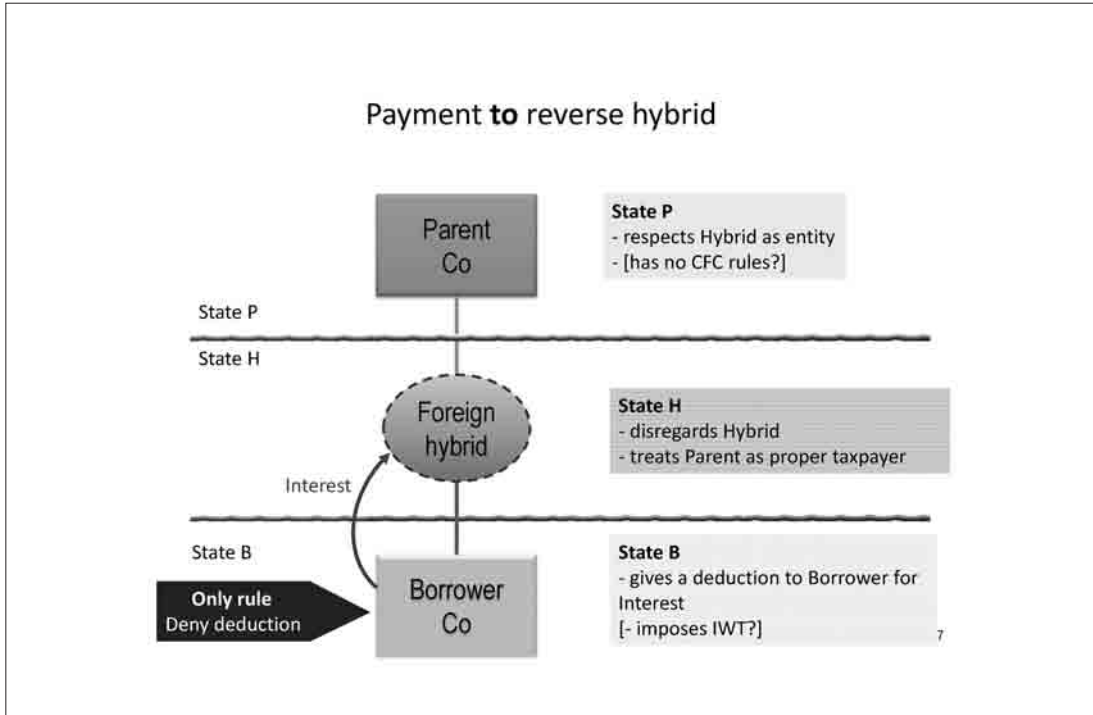 Payment to reverse hybrid
Parent
Co
State P
- respects Hybrid as entity
- [has no CFC rules?]
State P
State H
Foreign
hybrid
State H
- disregards Hybrid
- treats Parent as proper taxpayer
Interest
State B
Only rule
Deny deduction
Borrower
Co
State B
- gives a deduction to Borrower for
Interest
[- imposes IWT?]
7